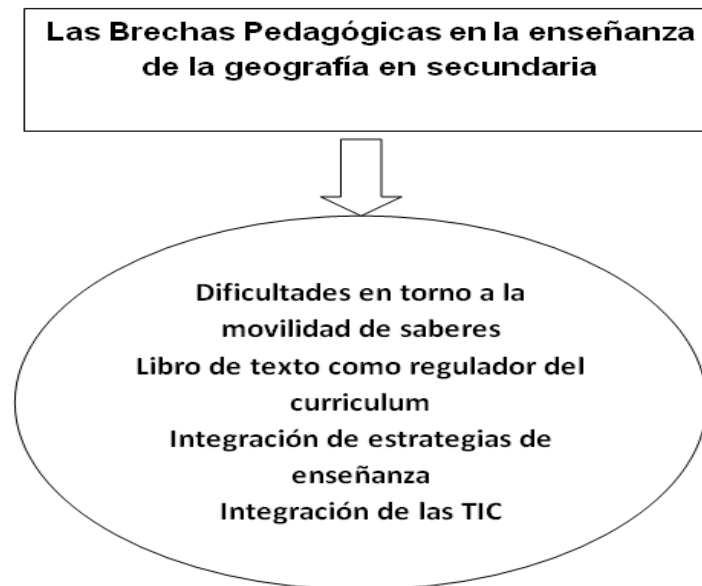 Las Brechas Pedagógicas en la enseñanza
de la geografía en secundaria
Dificultades en torno a la
movilidad de saberes
Libro de texto como regulador del
curriculum
Integración de estrategias de
enseñanza
Integración de las TIC